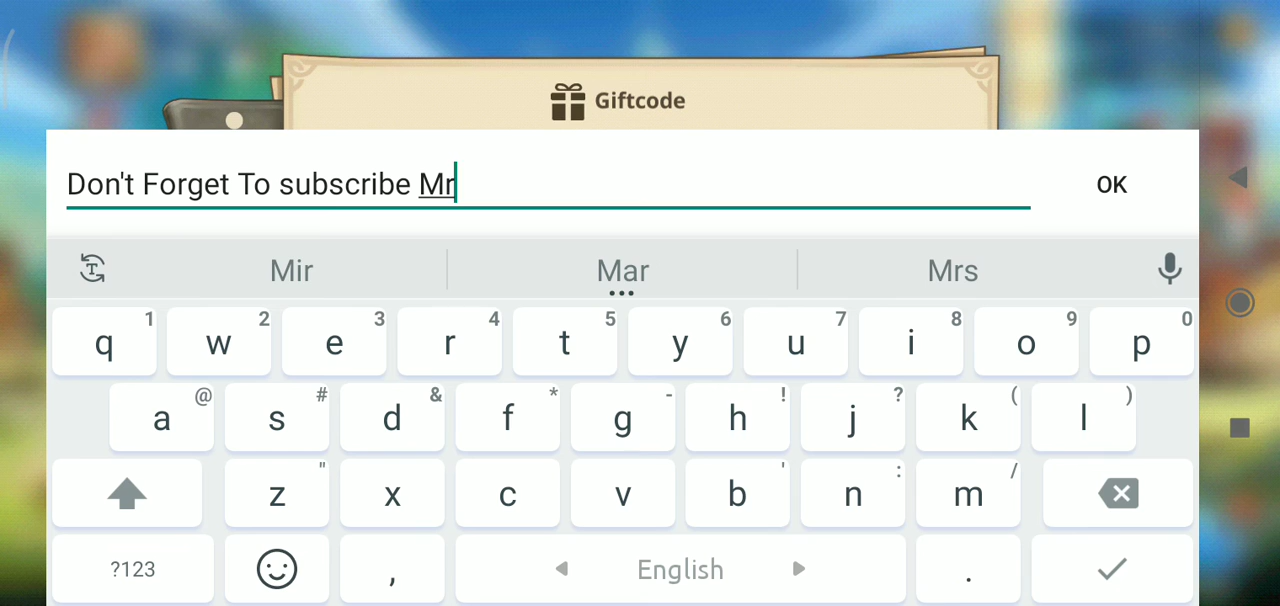 Giftcode
Don't Forget To subscribe Mr
OK
Mir Mar Mrs
q 1 w 2 e 3 r 4 t 5 y 6 u 7 i 8 o 9 p 0
a @ s # d & f * g - h ! j ? k ( l )
z " x c v b ' n : m /
?123 , English .